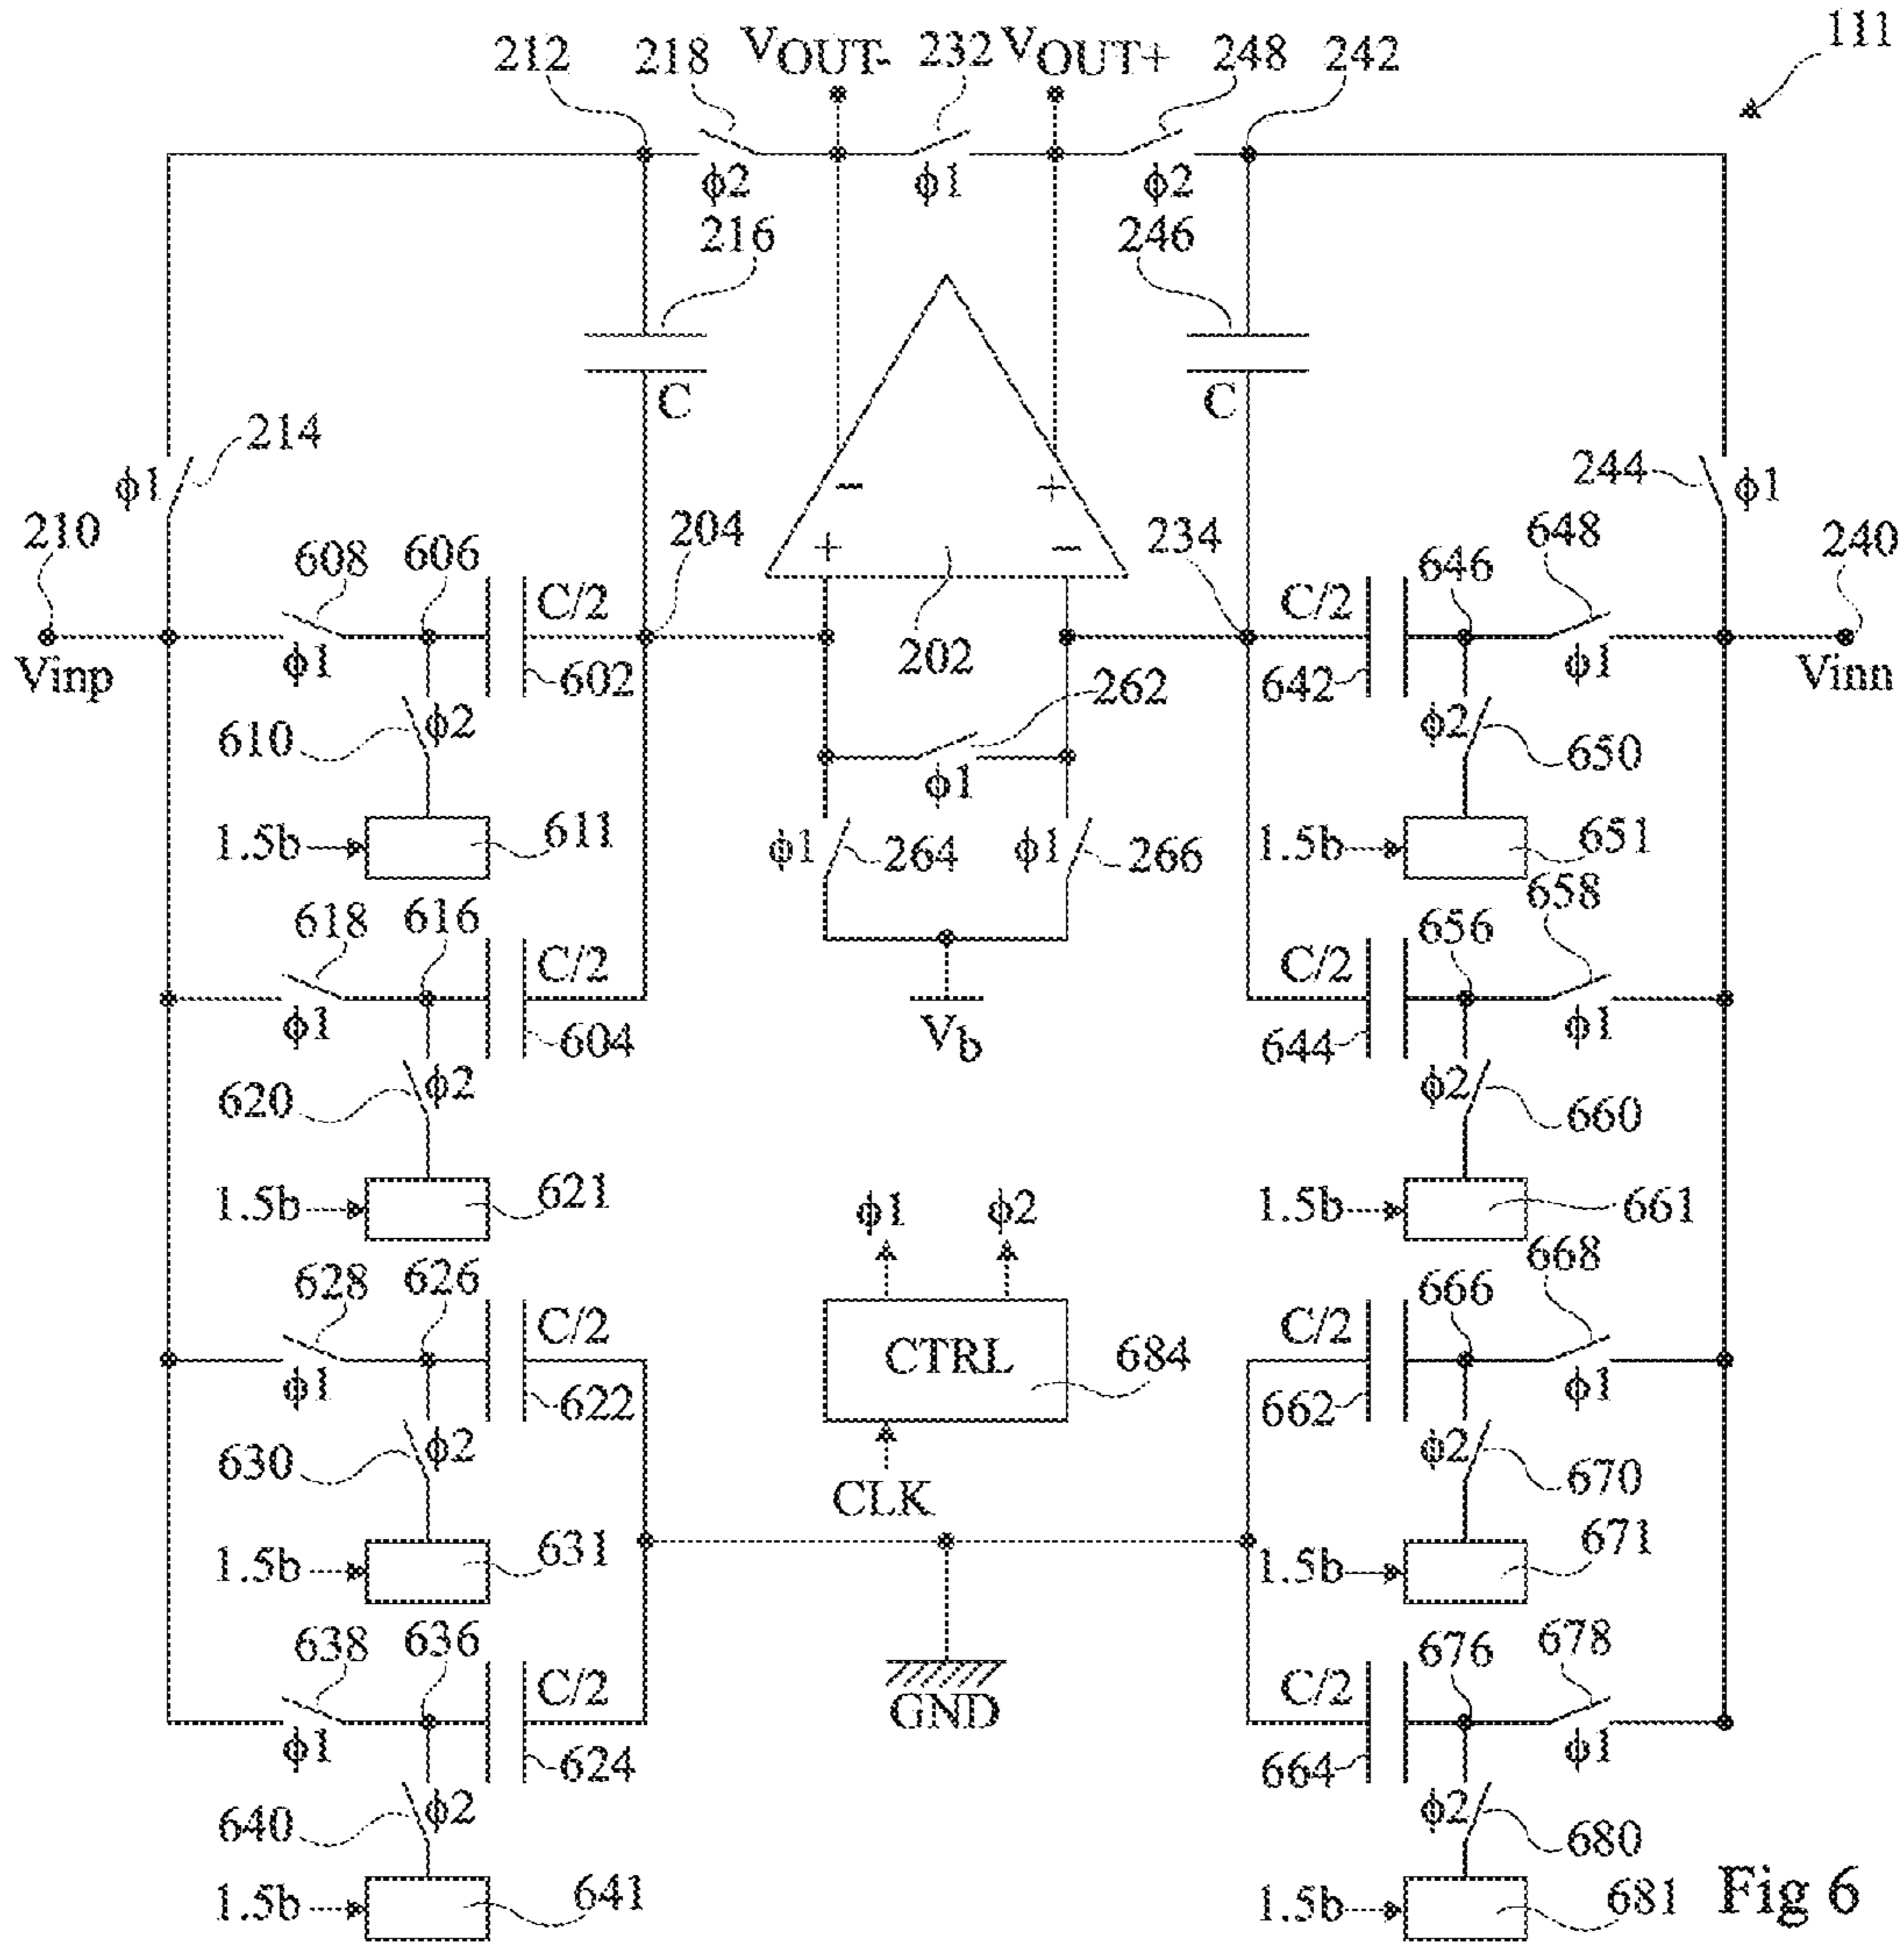 111
212 218 VOUT- 232 VOUT+ 248 242
ϕ2 ϕ1 ϕ2
216 246
C C
214 ϕ1
244 ϕ1
210 608 606 204 234 646 648 240
- +
+ -
C/2 C/2
Vinp ϕ1 602 202 642 ϕ1 Vinn
262
610 ϕ2 ϕ1 ϕ2 650
1.5b 611 ϕ1 264 ϕ1 266 1.5b 651
618 616 656 658
C/2 C/2
ϕ1 604 Vb 644 ϕ1
620 ϕ2 ϕ2 660
1.5b 621 ϕ1 ϕ2 1.5b 661
628 626 666 668
C/2 CTRL 684 C/2
ϕ1 622 662 ϕ1
630 ϕ2 CLK ϕ2 670
1.5b 631 1.5b 671
638 636 676 678
C/2 GND C/2
ϕ1 624 664 ϕ1
640 ϕ2 ϕ2 680
1.5b 641 1.5b 681
Fig 6